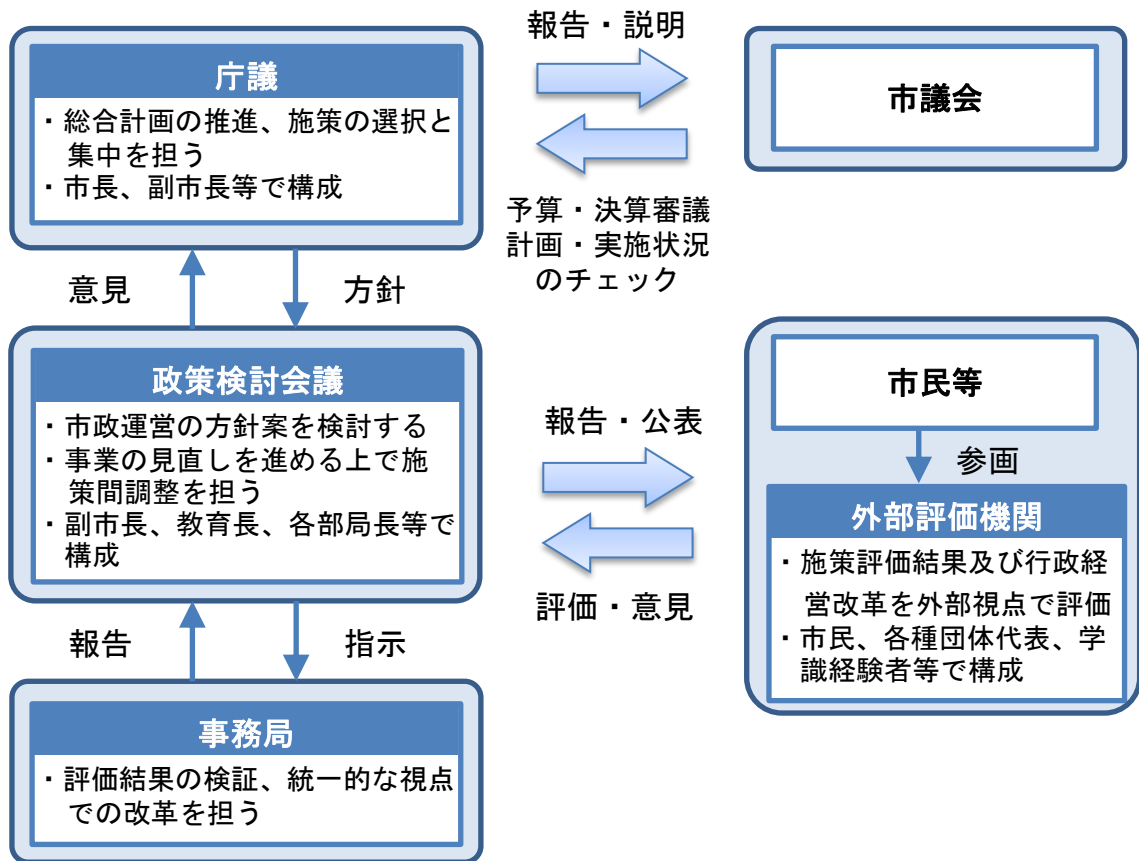 庁議
・総合計画の推進、施策の選択と
集中を担う
・市長、副市長等で構成
報告・説明
予算・決算審議
計画・実施状況
のチェック
市議会
意見
方針
政策検討会議
・市政運営の方針案を検討する
・事業の見直しを進める上で施
策間調整を担う
・副市長、教育長、各部局長等で
構成
報告・公表
評価・意見
市民等
参画
外部評価機関
・施策評価結果及び行政経
営改革を外部視点で評価
・市民、各種団体代表、学
識経験者等で構成
報告
指示
事務局
・評価結果の検証、統一的な視点
での改革を担う